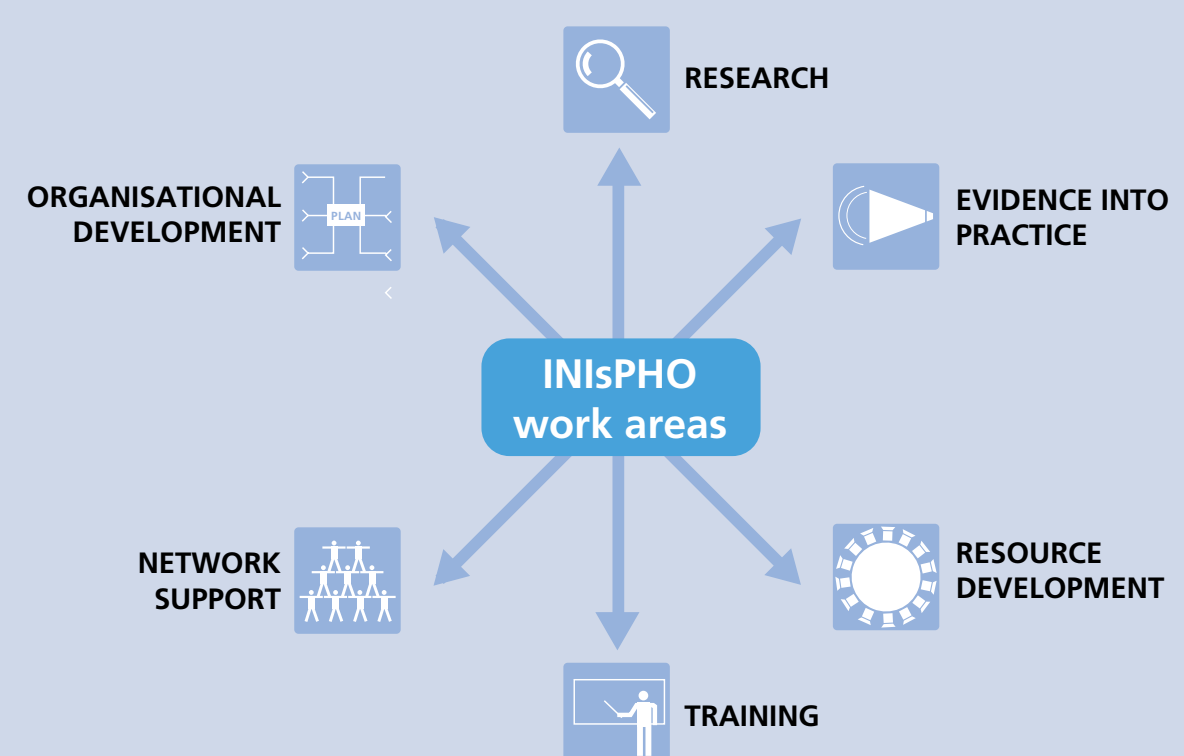 RESEARCH
ORGANISATIONAL
DEVELOPMENT
PLAN
EVIDENCE INTO
PRACTICE
INIsPHO
work areas
NETWORK
SUPPORT
RESOURCE
DEVELOPMENT
TRAINING